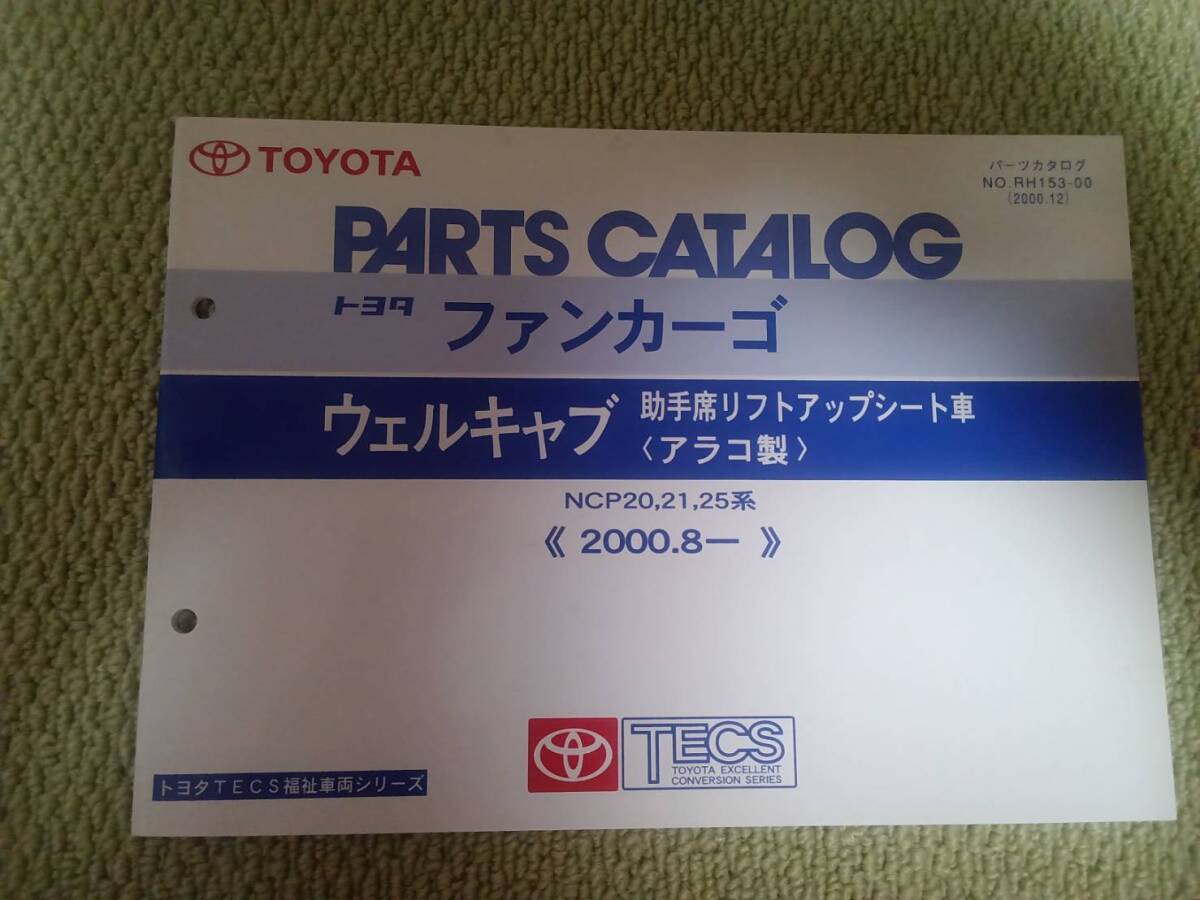 TOYOTA
パーツカタログ
NO.RH153-00
(2000.12)
PARTS CATALOG
トヨタ ファンカーゴ
ウェルキャブ 助手席リフトアップシート車
〈アラコ製〉
NCP20,21,25系
《 2000.8ー 》
TECS
TOYOTA EXCELLENT
CONVERSION SERIES
トヨタTECS福祉車両シリーズ